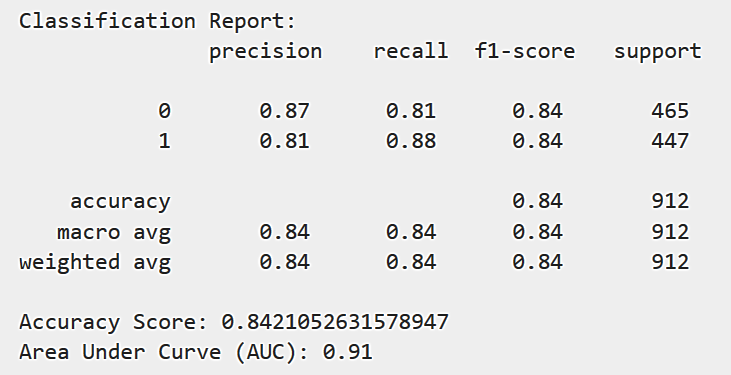 Classification Report:
precision recall f1-score support
0 0.87 0.81 0.84 465
1 0.81 0.88 0.84 447
accuracy 0.84 912
macro avg 0.84 0.84 0.84 912
weighted avg 0.84 0.84 0.84 912
Accuracy Score: 0.8421052631578947
Area Under Curve (AUC): 0.91